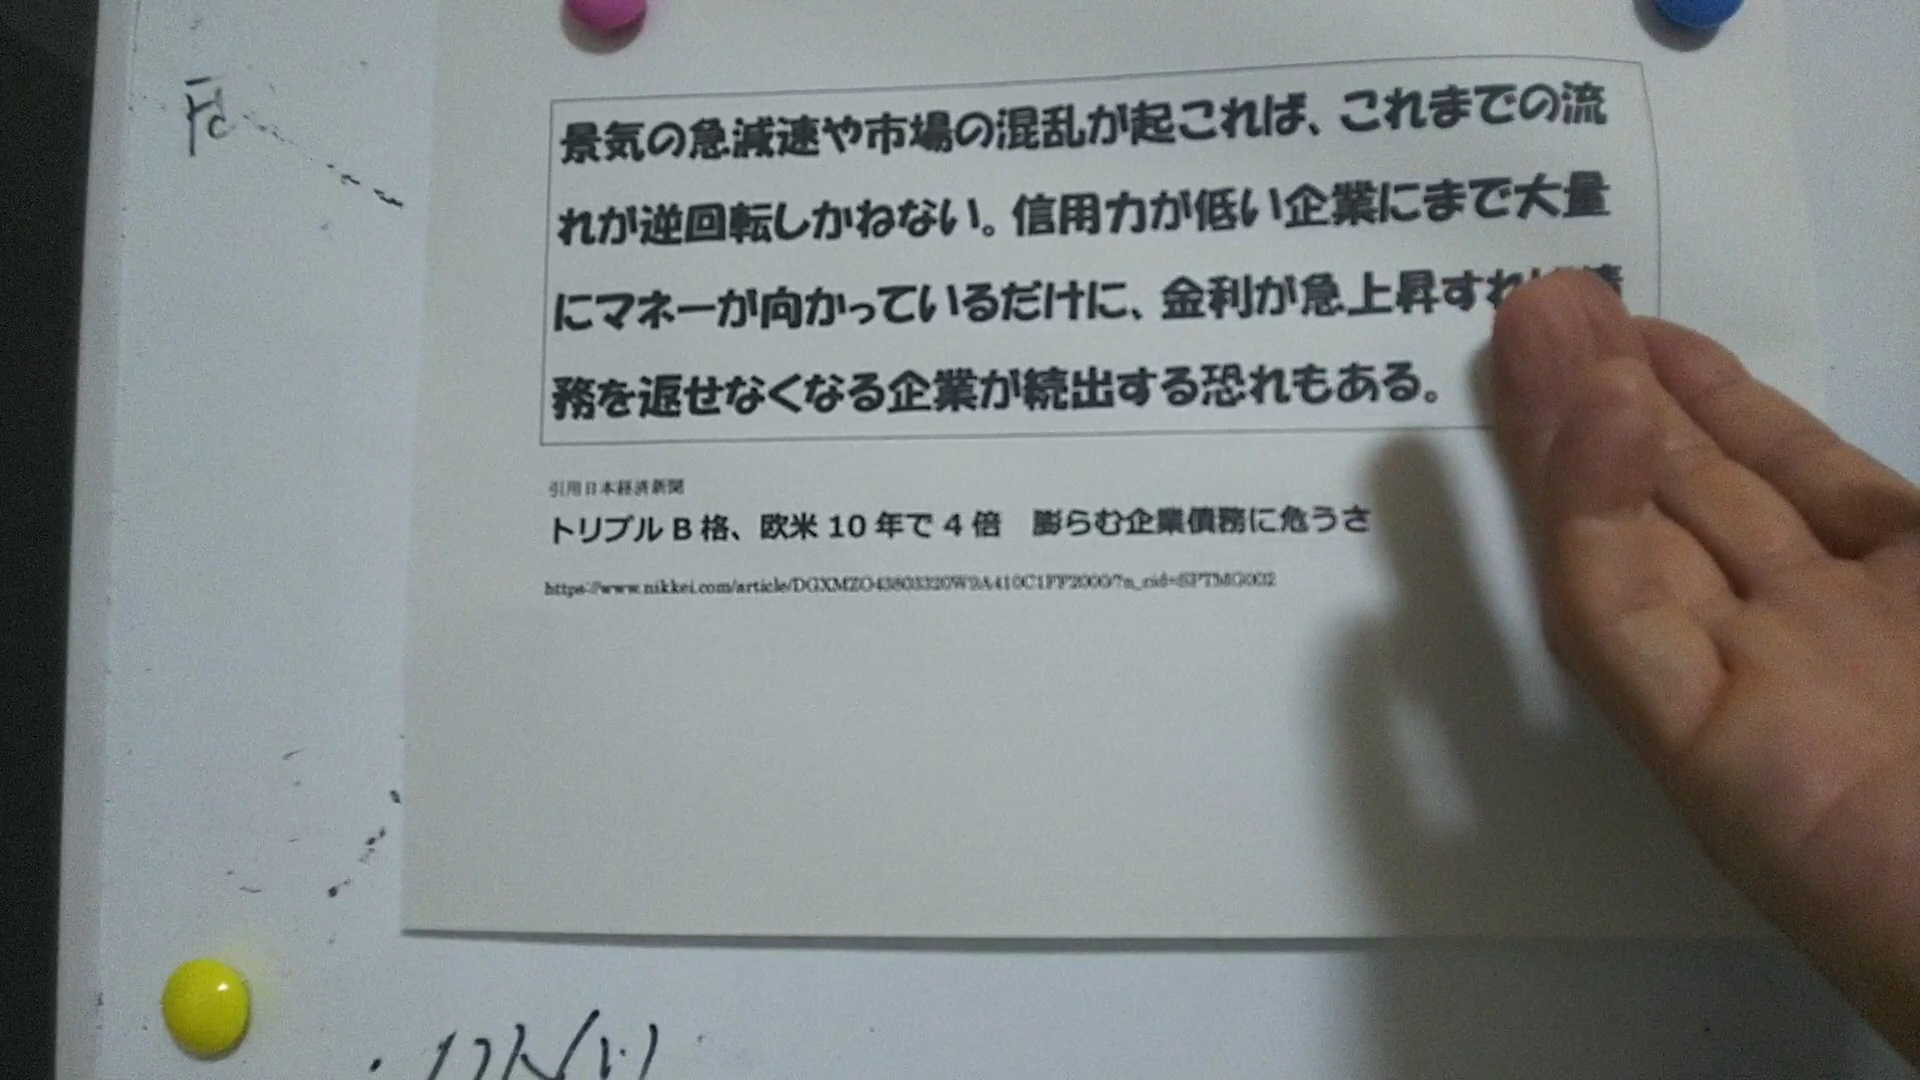 景気の急減速や市場の混乱が起これば、これまでの流
れが逆回転しかねない。信用力が低い企業にまで大量
にマネーが向かっているだけに、金利が急上昇すれば債
務を返せなくなる企業が続出する恐れもある。
引用日本経済新聞
トリプル B 格、欧米 10 年で 4 倍　膨らむ企業債務に危うさ